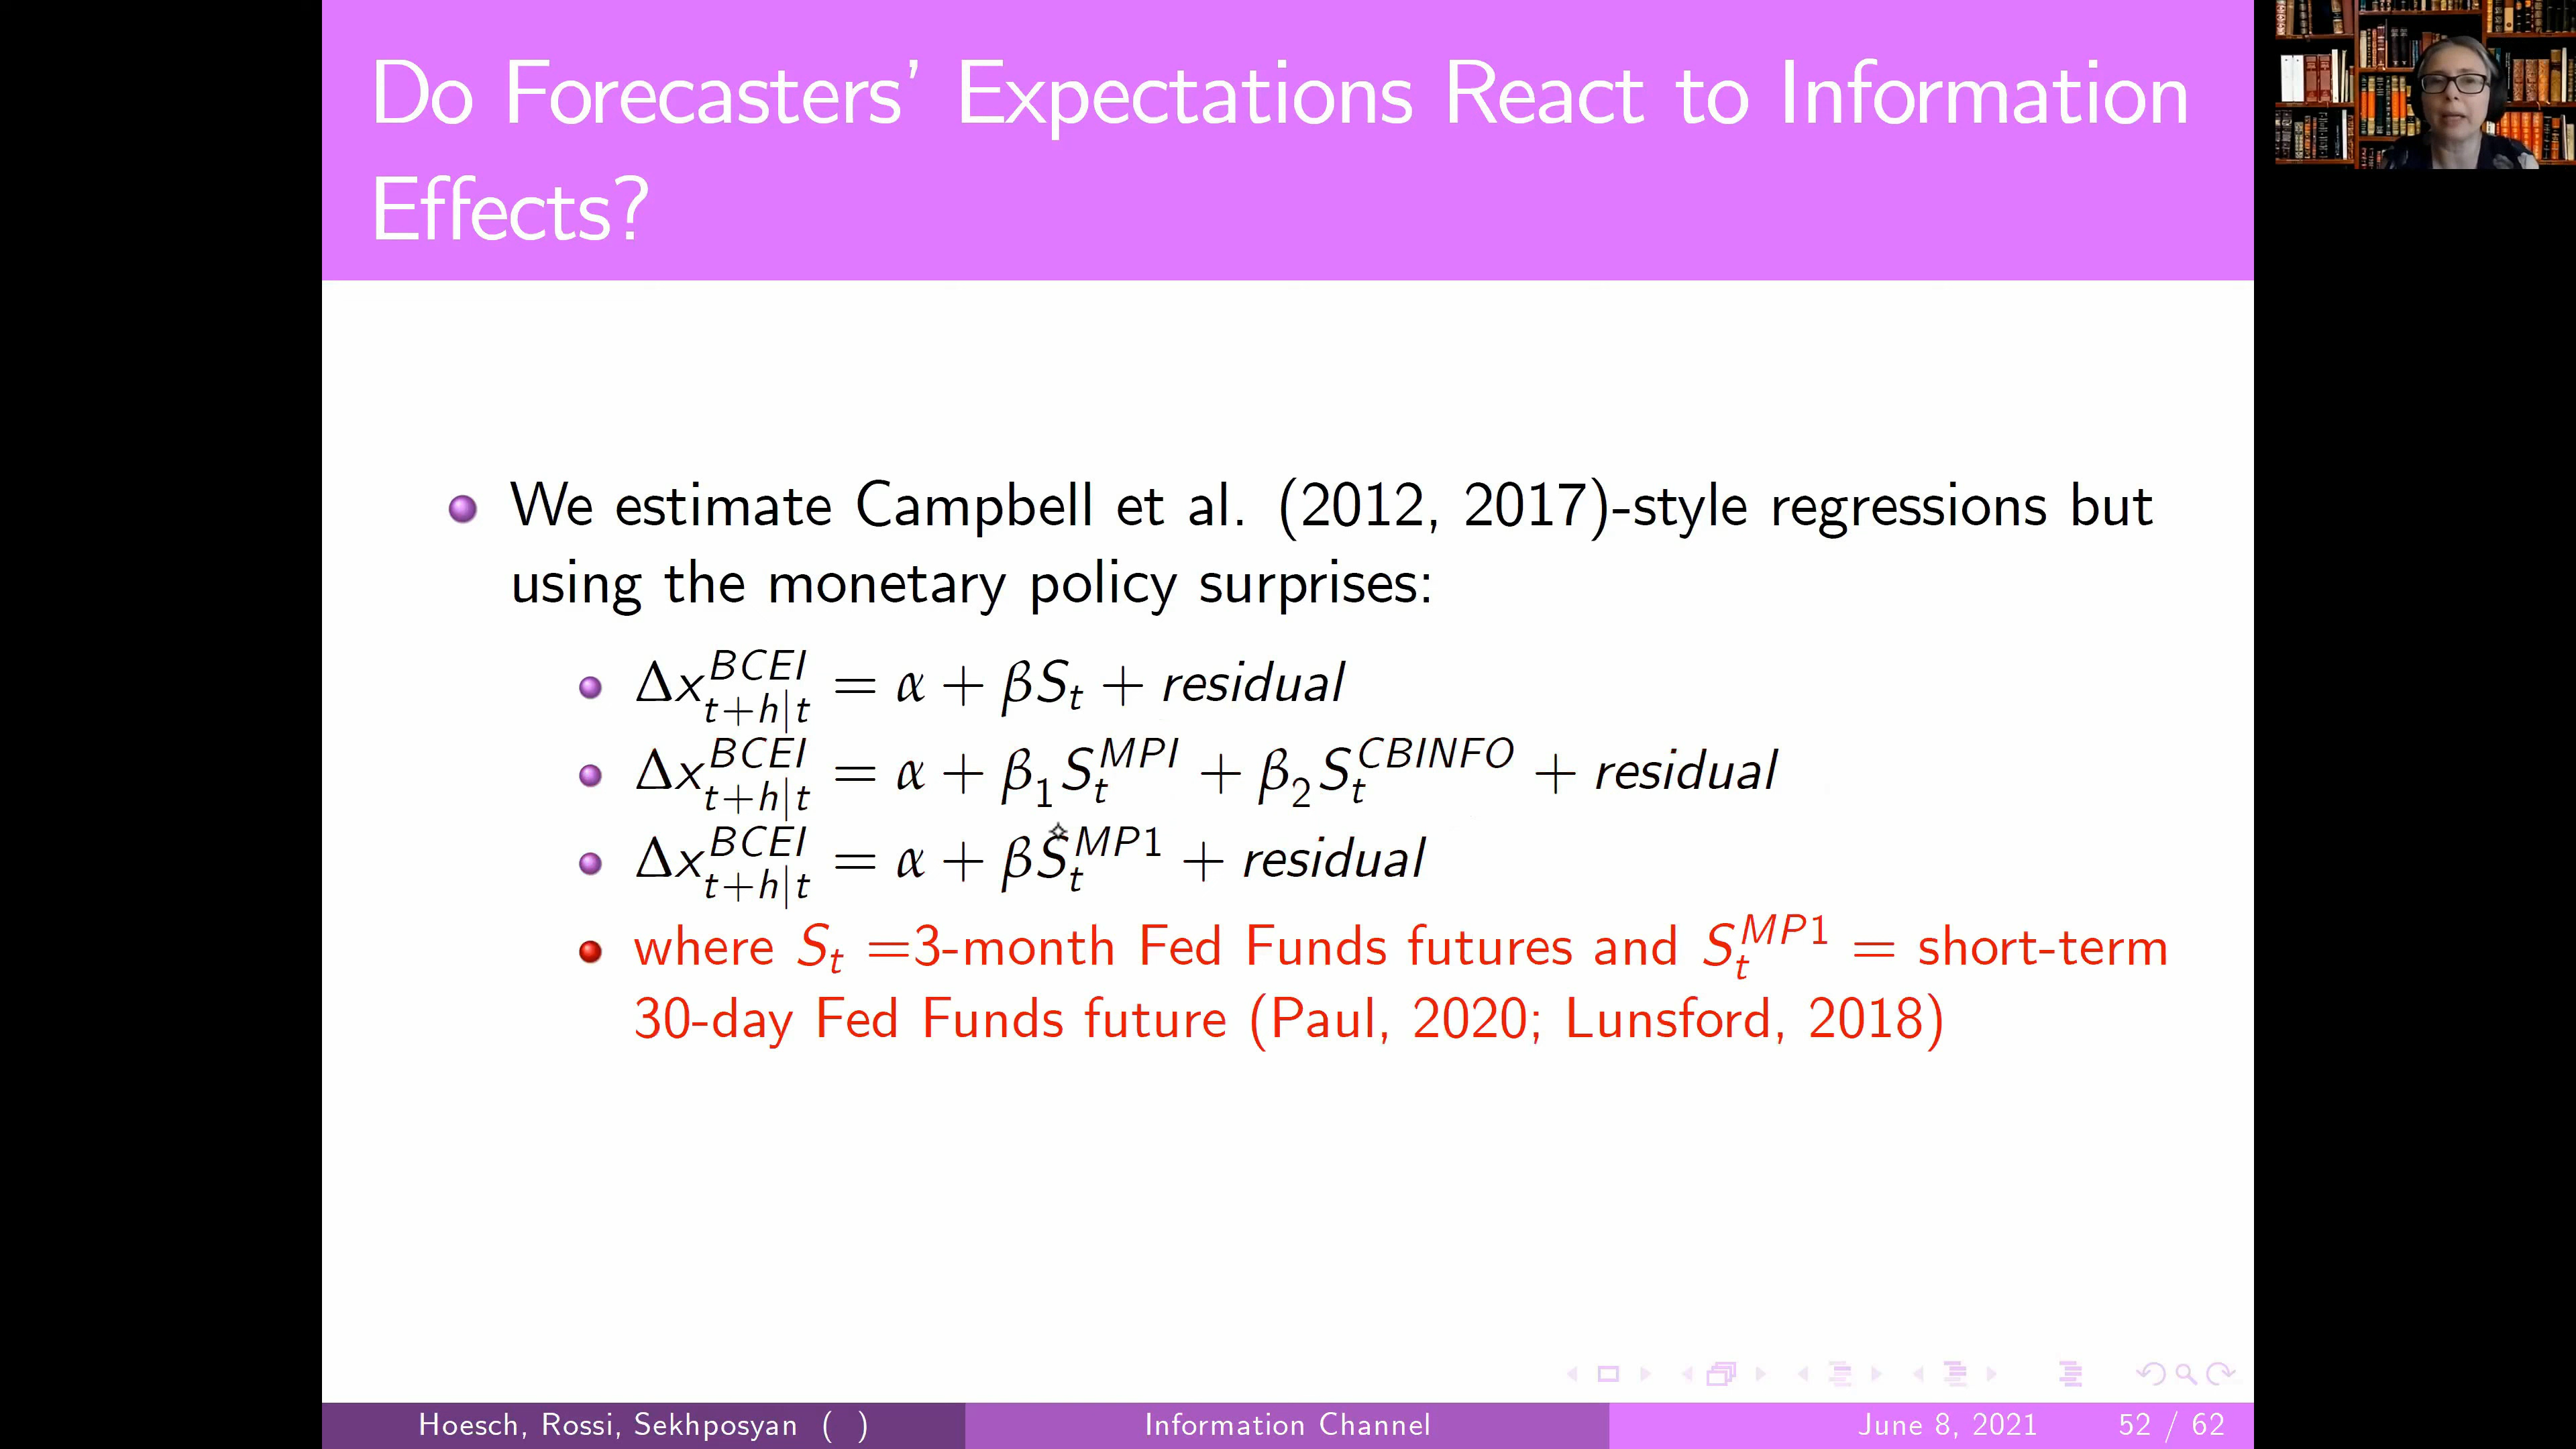 Do Forecasters' Expectations React to Information
Effects?
We estimate Campbell et al. (2012, 2017)-style regressions but
using the monetary policy surprises:
Δx^{BCEI}_{t+h|t} = α + βS_t + residual
Δx^{BCEI}_{t+h|t} = α + β_1 S^{MPI}_t + β_2 S^{CBINFO}_t + residual
Δx^{BCEI}_{t+h|t} = α + βS^{MP1}_t + residual
where S_t =3-month Fed Funds futures and S^{MP1}_t = short-term
30-day Fed Funds future (Paul, 2020; Lunsford, 2018)
Hoesch, Rossi, Sekhposyan ( ) Information Channel June 8, 2021 52 / 62